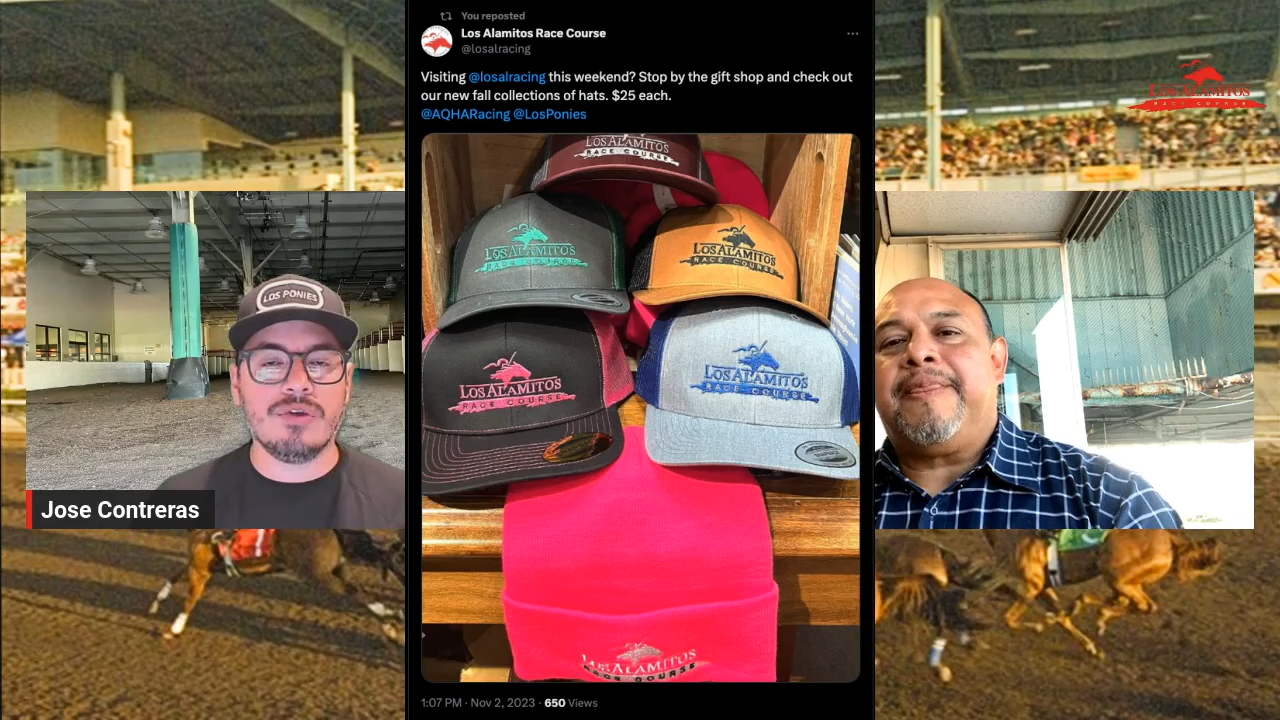 You reposted
Los Alamitos Race Course
@losalracing
Visiting @losalracing this weekend? Stop by the gift shop and check out
our new fall collections of hats. $25 each.
@AQHARacing @LosPonies
LOS ALAMITOS
RACE COURSE
LOS ALAMITOS
RACE COURSE
LOS ALAMITOS
RACE COURSE
LOS ALAMITOS
RACE COURSE
LOS ALAMITOS
RACE COURSE
LOS ALAMITOS
RACE COURSE
LOS ALAMITOS
RACE COURSE
LOS PONIES
Jose Contreras
1:07 PM · Nov 2, 2023 · 650 Views